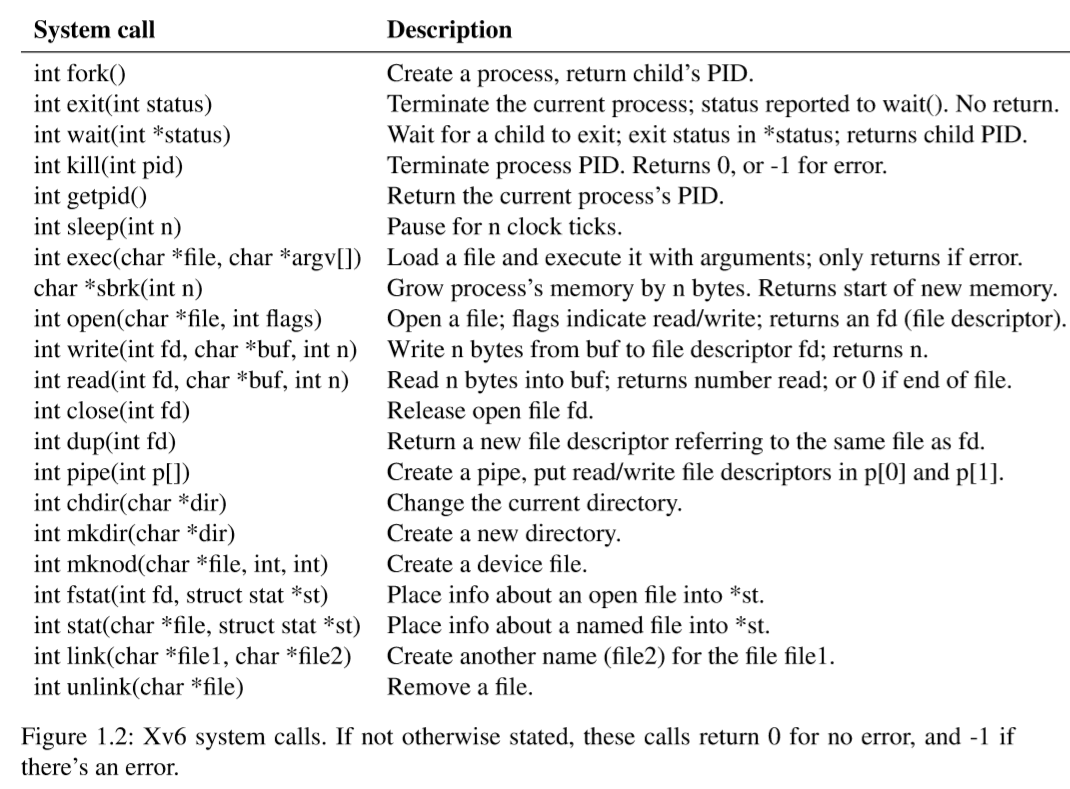 System call Description
int fork() Create a process, return child’s PID.
int exit(int status) Terminate the current process; status reported to wait(). No return.
int wait(int *status) Wait for a child to exit; exit status in *status; returns child PID.
int kill(int pid) Terminate process PID. Returns 0, or -1 for error.
int getpid() Return the current process’s PID.
int sleep(int n) Pause for n clock ticks.
int exec(char *file, char *argv[]) Load a file and execute it with arguments; only returns if error.
char *sbrk(int n) Grow process’s memory by n bytes. Returns start of new memory.
int open(char *file, int flags) Open a file; flags indicate read/write; returns an fd (file descriptor).
int write(int fd, char *buf, int n) Write n bytes from buf to file descriptor fd; returns n.
int read(int fd, char *buf, int n) Read n bytes into buf; returns number read; or 0 if end of file.
int close(int fd) Release open file fd.
int dup(int fd) Return a new file descriptor referring to the same file as fd.
int pipe(int p[]) Create a pipe, put read/write file descriptors in p[0] and p[1].
int chdir(char *dir) Change the current directory.
int mkdir(char *dir) Create a new directory.
int mknod(char *file, int, int) Create a device file.
int fstat(int fd, struct stat *st) Place info about an open file into *st.
int stat(char *file, struct stat *st) Place info about a named file into *st.
int link(char *file1, char *file2) Create another name (file2) for the file file1.
int unlink(char *file) Remove a file.
Figure 1.2: Xv6 system calls. If not otherwise stated, these calls return 0 for no error, and -1 if
there’s an error.